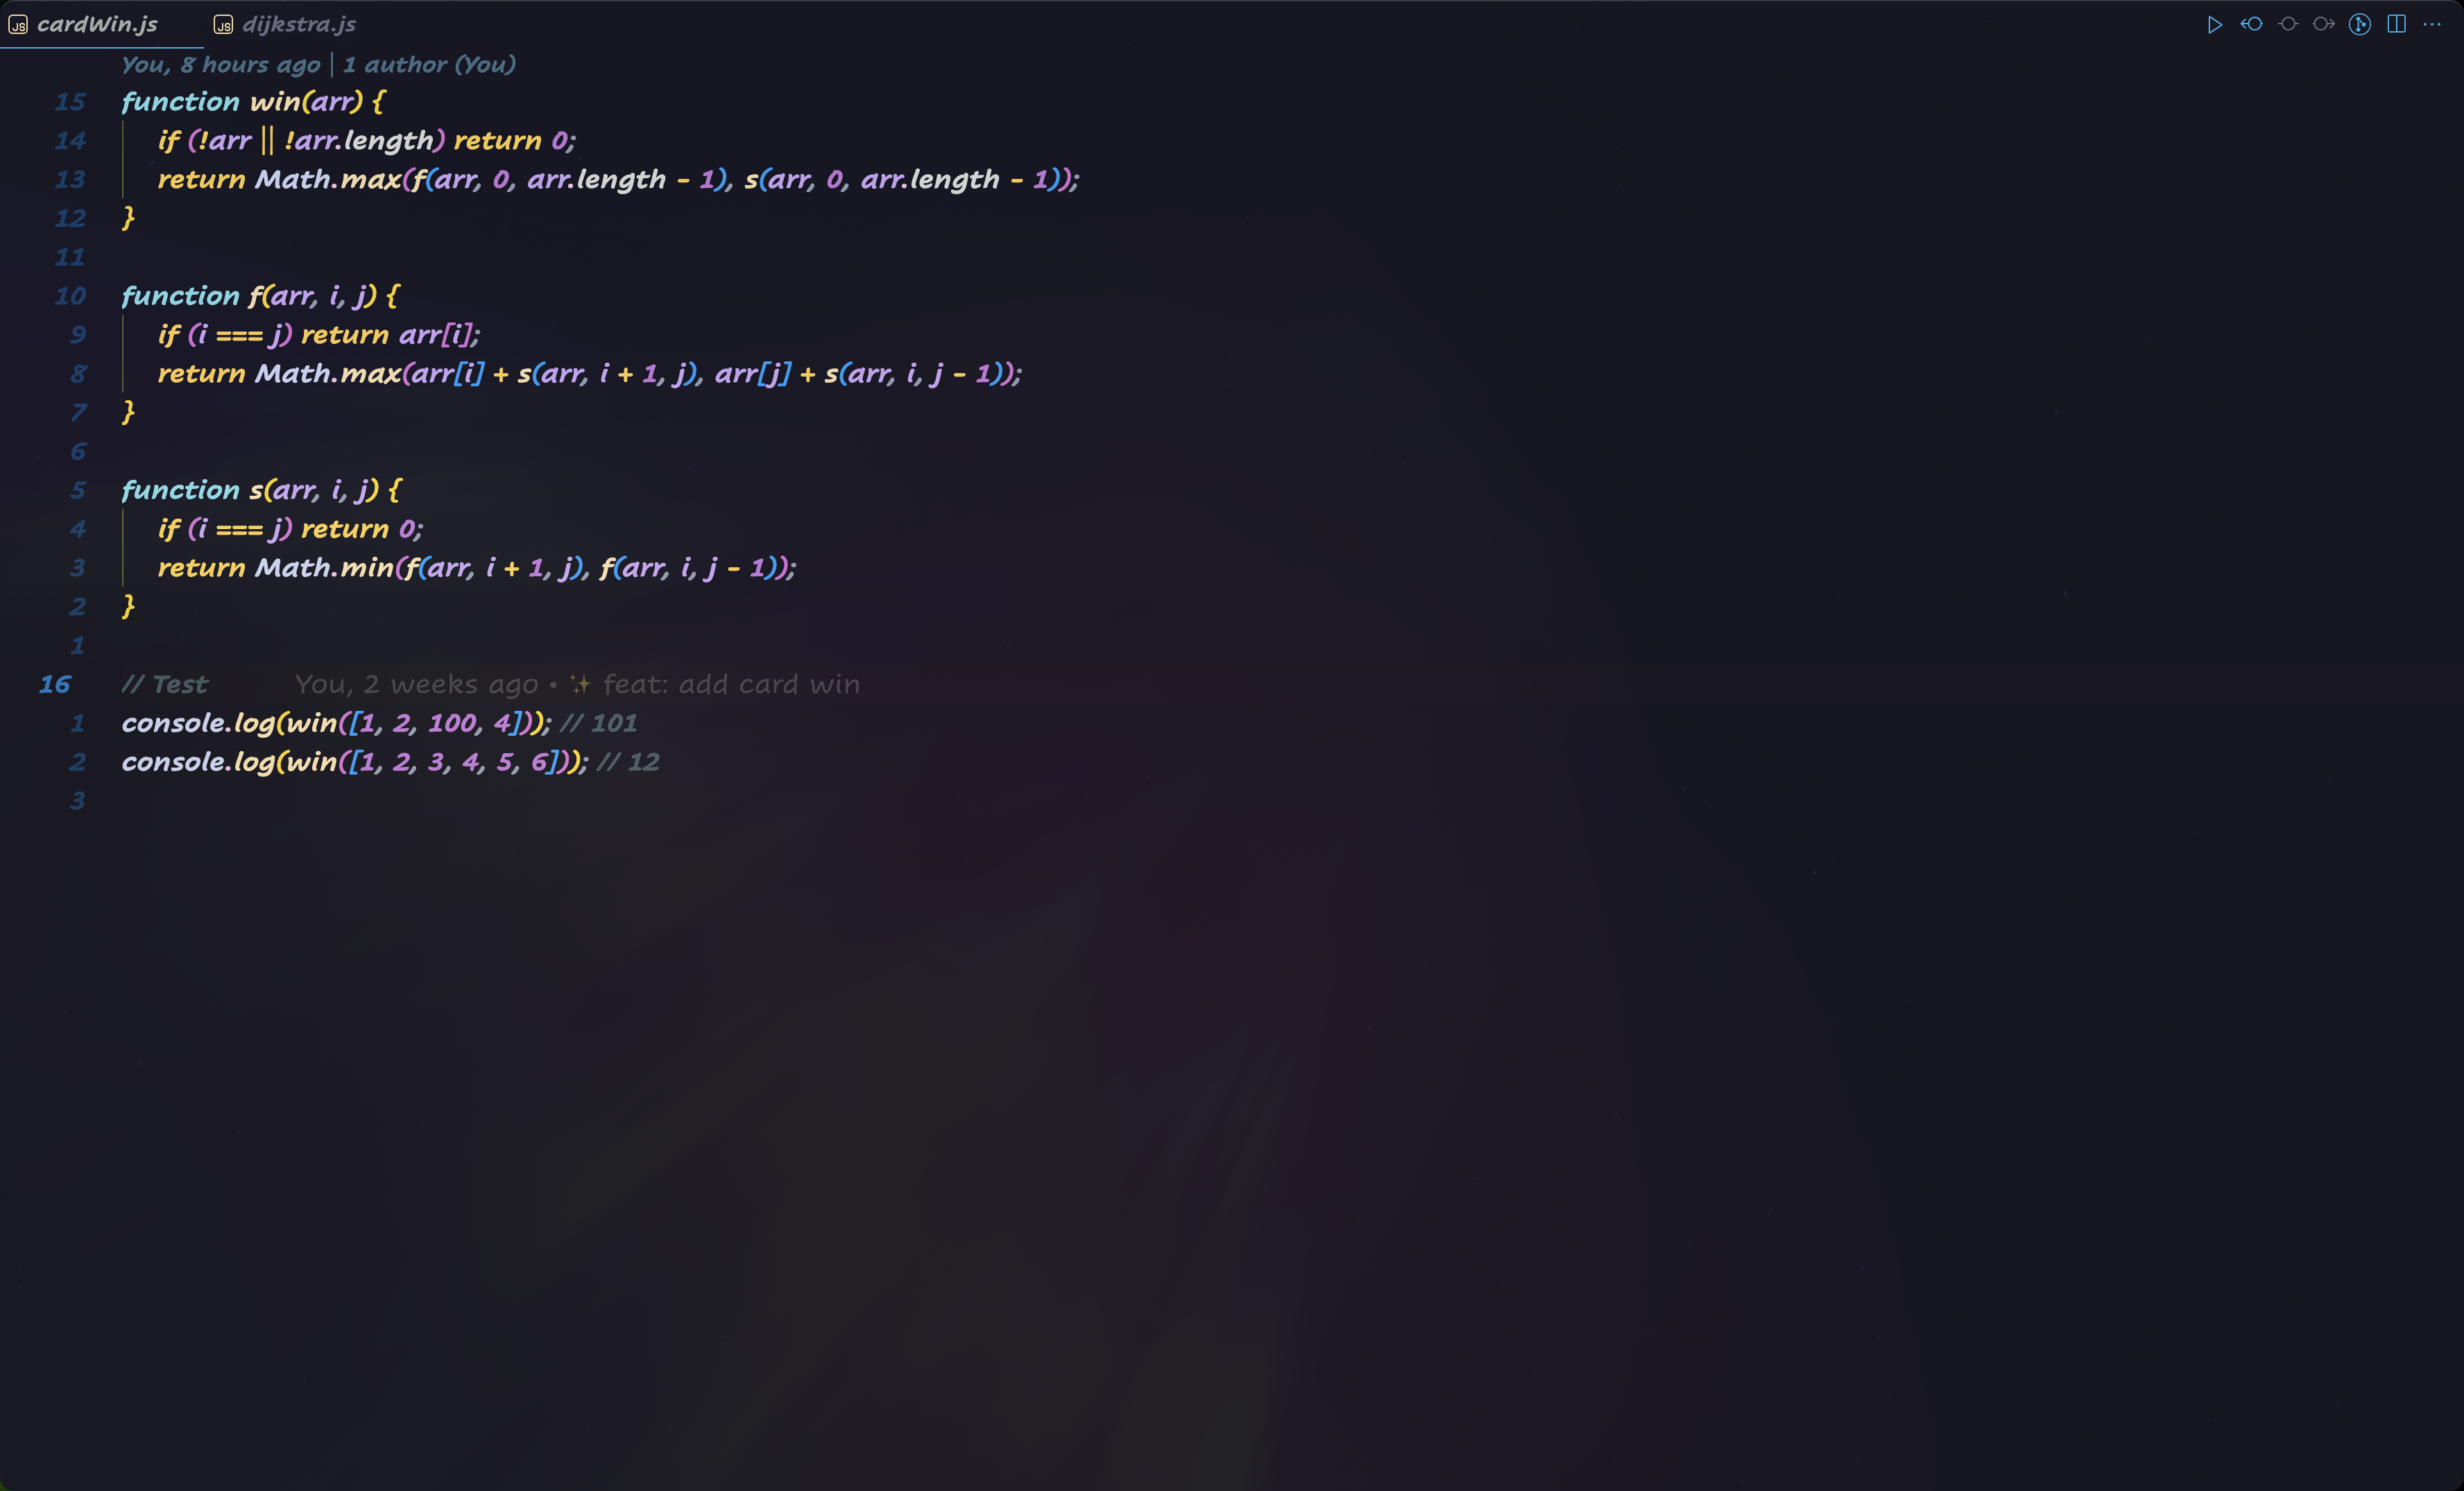 JS cardWin.js JS dijkstra.js
You, 8 hours ago | 1 author (You)
15 function win(arr) {
14 if (!arr || !arr.length) return 0;
13 return Math.max(f(arr, 0, arr.length - 1), s(arr, 0, arr.length - 1));
12 }
11
10 function f(arr, i, j) {
9 if (i === j) return arr[i];
8 return Math.max(arr[i] + s(arr, i + 1, j), arr[j] + s(arr, i, j - 1));
7 }
6
5 function s(arr, i, j) {
4 if (i === j) return 0;
3 return Math.min(f(arr, i + 1, j), f(arr, i, j - 1));
2 }
1
16 // Test You, 2 weeks ago • ✨ feat: add card win
1 console.log(win([1, 2, 100, 4])); // 101
2 console.log(win([1, 2, 3, 4, 5, 6])); // 12
3